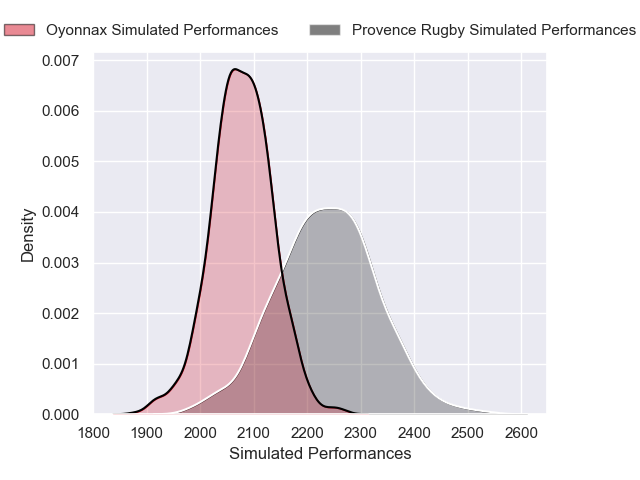 Oyonnax Simulated Performances Provence Rugby Simulated Performances
0.007
0.006
0.005
0.004
0.003
0.002
0.001
0.000
Density
1800 1900 2000 2100 2200 2300 2400 2500 2600
Simulated Performances